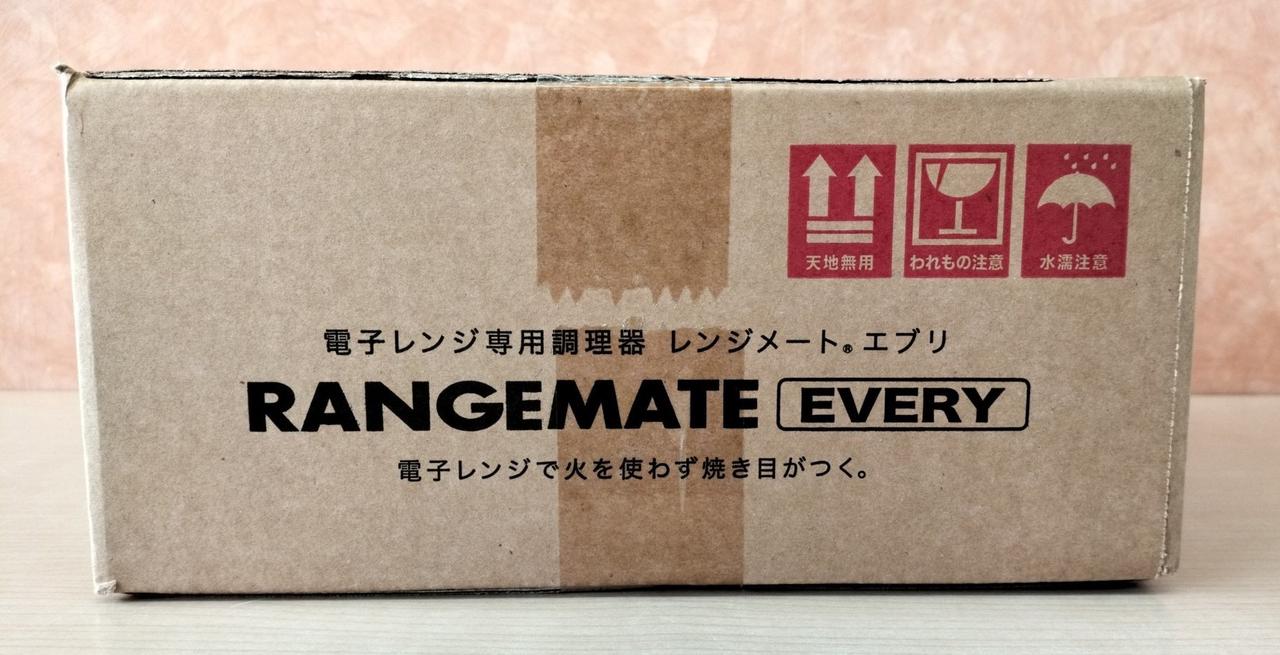 天地無用 われもの注意 水濡注意
電子レンジ専用調理器 レンジメート® エブリ
RANGEMATE EVERY
電子レンジで火を使わず焼き目がつく。